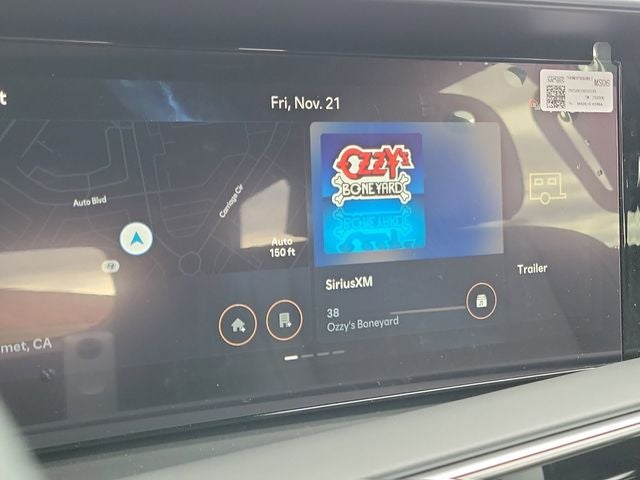 t
Fri, Nov. 21
MS06
MADE IN KOREA
Auto Blvd
Carriage Cir
Auto
150 ft
OZZY's
BONEYARD
SiriusXM
38
Ozzy's Boneyard
Trailer
met, CA